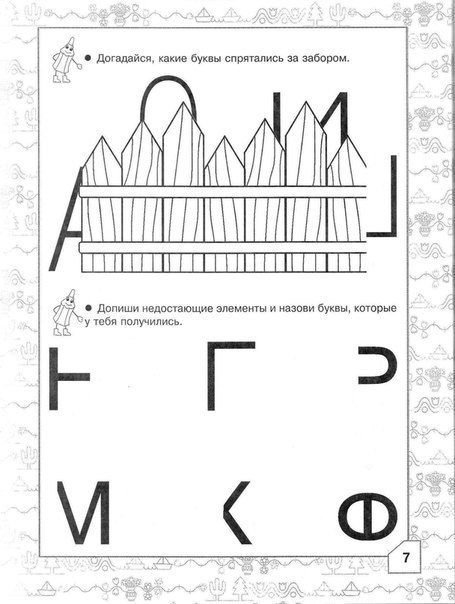 ● Догадайся, какие буквы спрятались за забором.
● Допиши недостающие элементы и назови буквы, которые
у тебя получились.
7